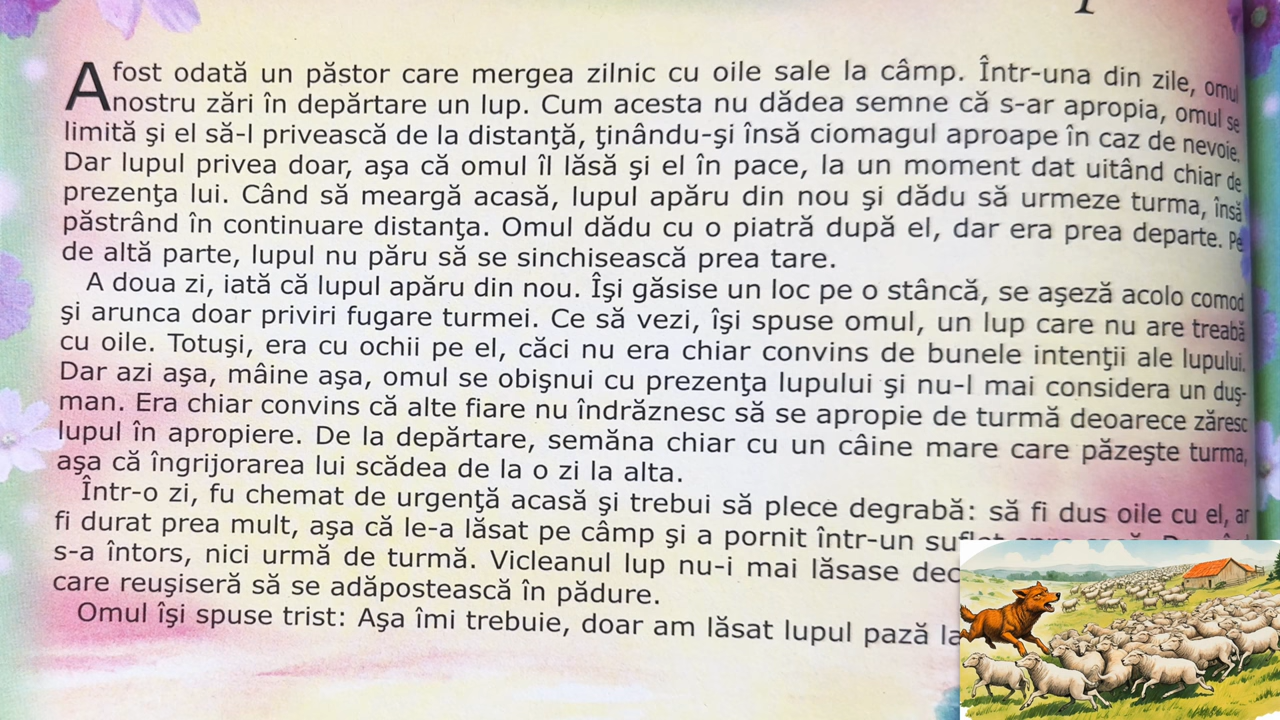 A fost odată un păstor care mergea zilnic cu oile sale la câmp. Într-una din zile, omul
nostru zări în depărtare un lup. Cum acesta nu dădea semne că s-ar apropia, omul se
limită şi el să-l privească de la distanţă, ţinându-şi însă ciomagul aproape în caz de nevoie.
Dar lupul privea doar, aşa că omul îl lăsă şi el în pace, la un moment dat uitând chiar de
prezenţa lui. Când să meargă acasă, lupul apăru din nou şi dădu să urmeze turma, însă
păstrând în continuare distanţa. Omul dădu cu o piatră după el, dar era prea departe. Pe
de altă parte, lupul nu păru să se sinchisească prea tare.
A doua zi, iată că lupul apăru din nou. Îşi găsise un loc pe o stâncă, se aşeză acolo comod
şi arunca doar priviri fugare turmei. Ce să vezi, îşi spuse omul, un lup care nu are treabă
cu oile. Totuşi, era cu ochii pe el, căci nu era chiar convins de bunele intenţii ale lupului.
Dar azi aşa, mâine aşa, omul se obişnui cu prezenţa lupului şi nu-l mai considera un duş-
man. Era chiar convins că alte fiare nu îndrăznesc să se apropie de turmă deoarece zăresc
lupul în apropiere. De la depărtare, semăna chiar cu un câine mare care păzeşte turma,
aşa că îngrijorarea lui scădea de la o zi la alta.
Într-o zi, fu chemat de urgenţă acasă şi trebui să plece degrabă: să fi dus oile cu el, ar
fi durat prea mult, aşa că le-a lăsat pe câmp şi a pornit într-un suflet
s-a întors, nici urmă de turmă. Vicleanul lup nu-i mai lăsase
care reuşiseră să se adăpostească în pădure.
Omul îşi spuse trist: Aşa îmi trebuie, doar am lăsat lupul pază